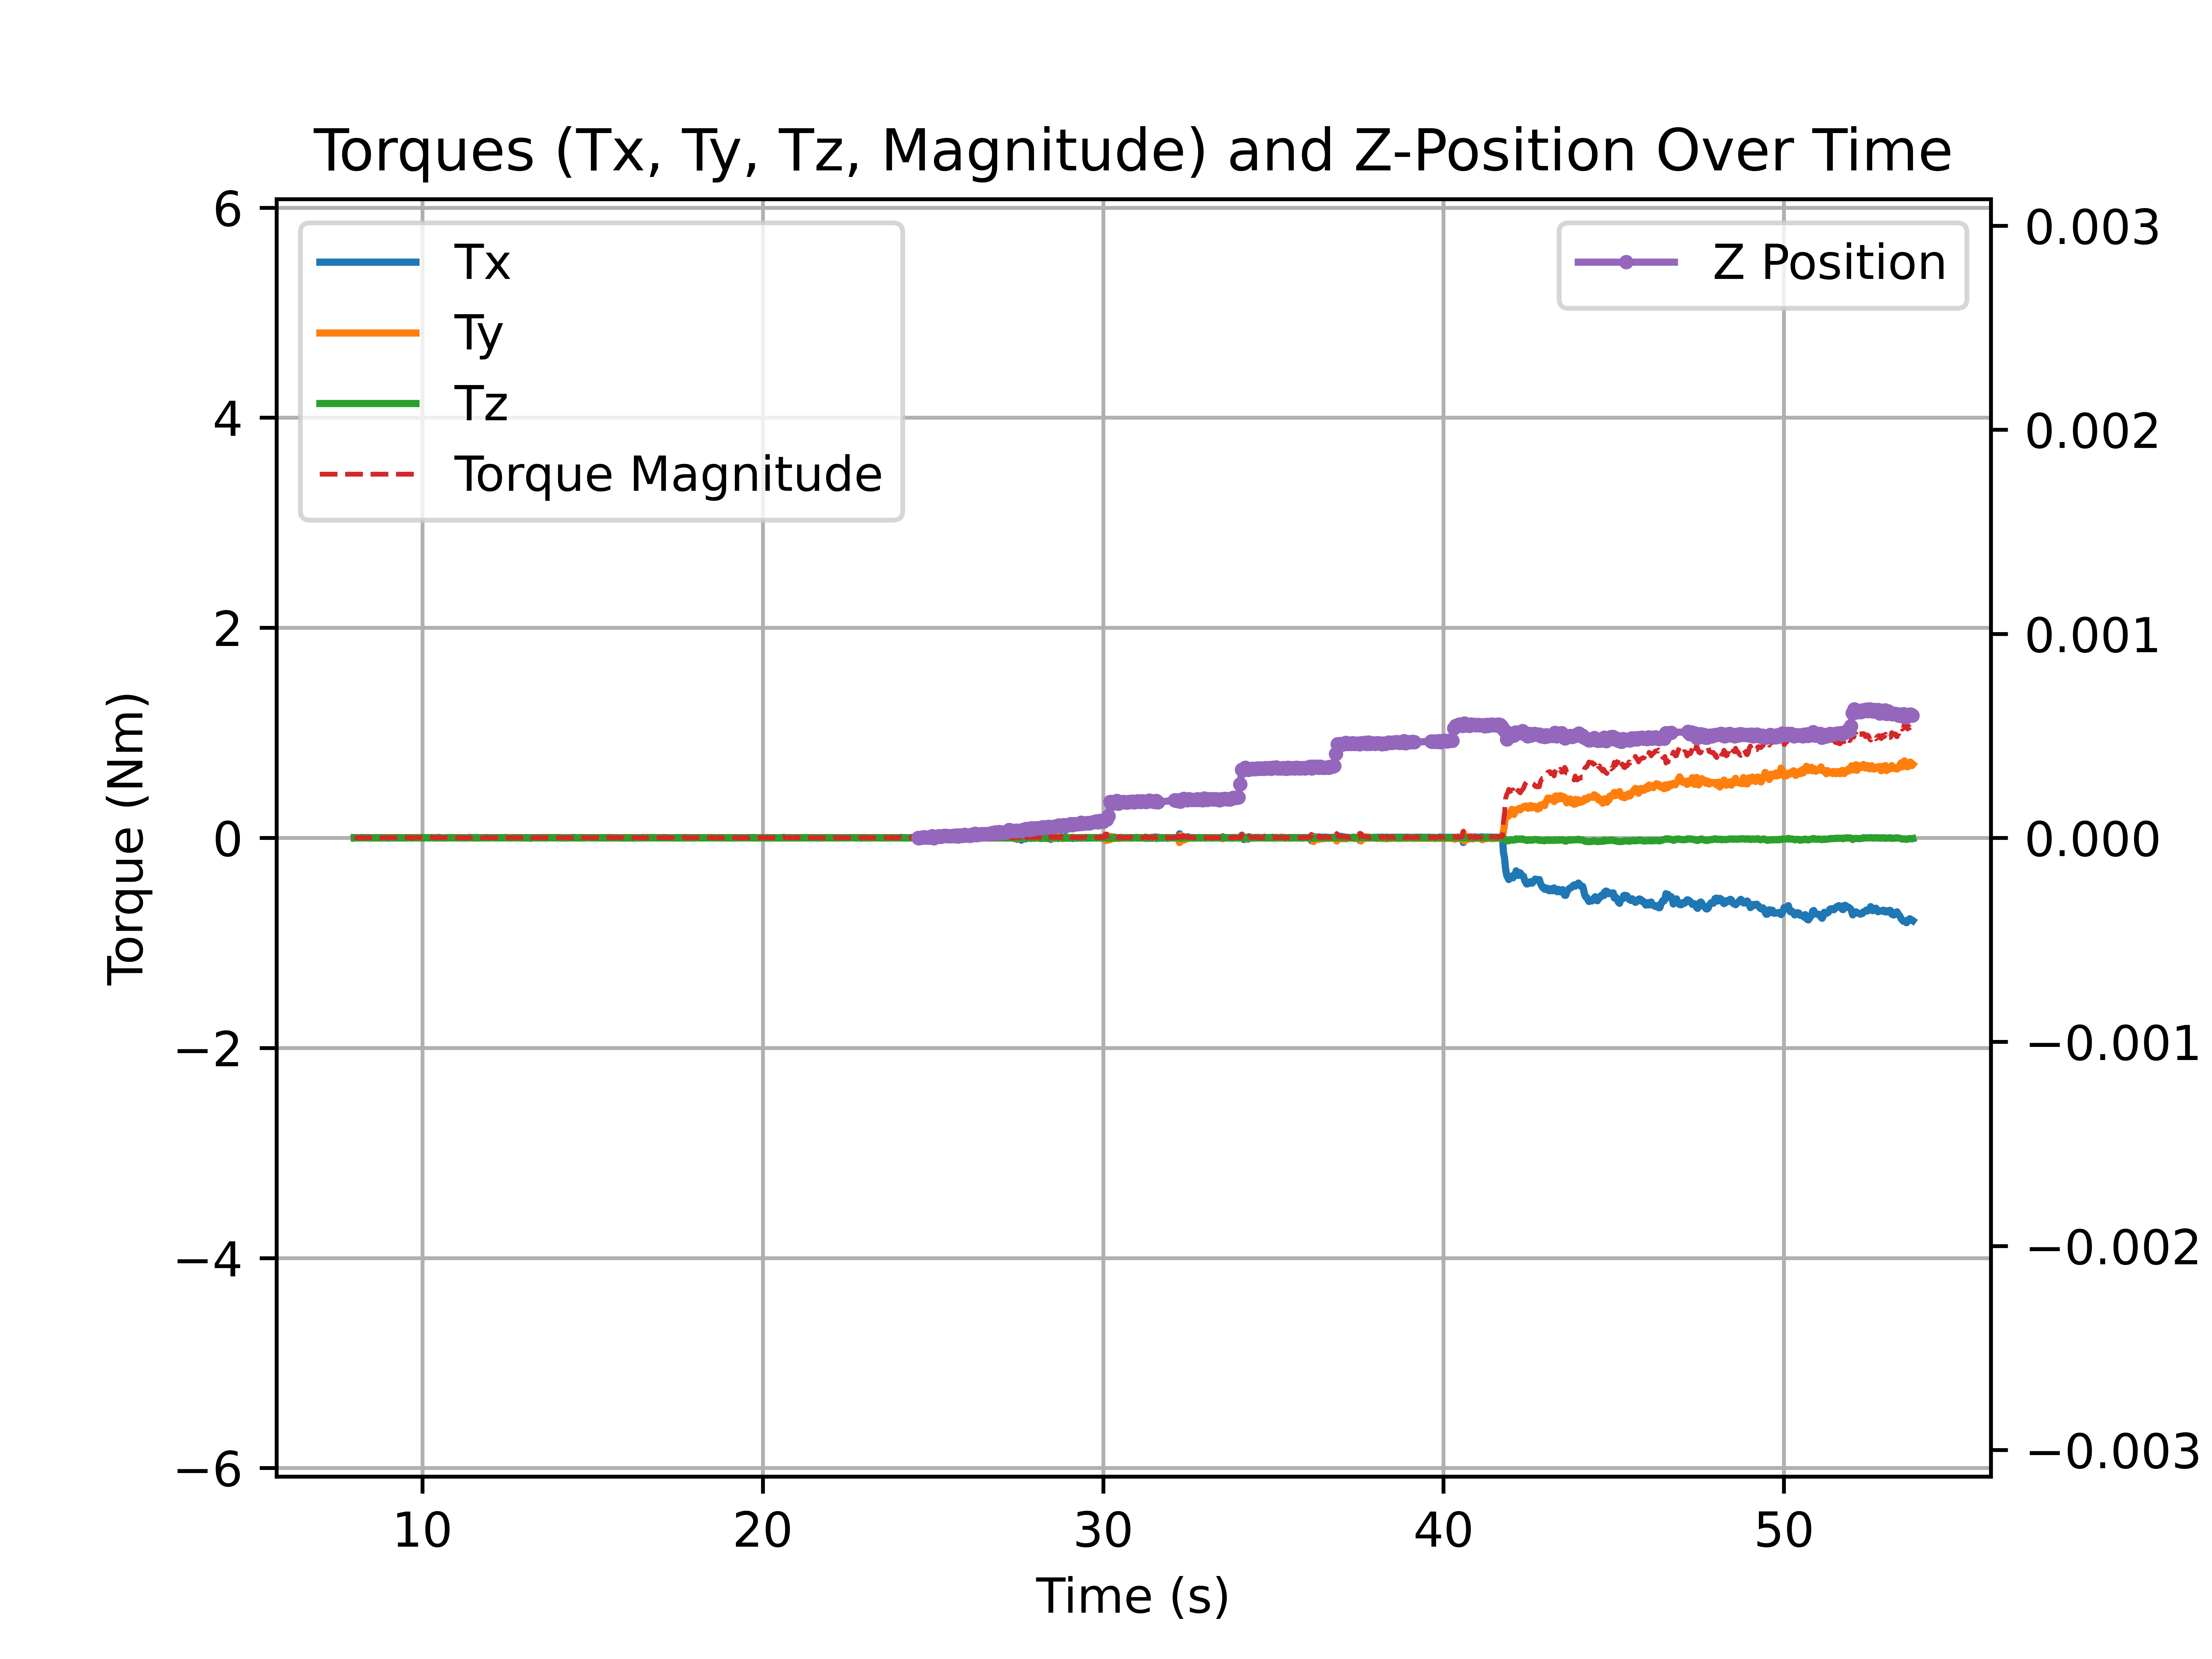 Torques (Tx, Ty, Tz, Magnitude) and Z-Position Over Time
Tx
Ty
Tz
Torque Magnitude
Z Position
6
4
2
0
−2
−4
−6
Torque (Nm)
0.003
0.002
0.001
0.000
−0.001
−0.002
−0.003
10
20
30
40
50
Time (s)